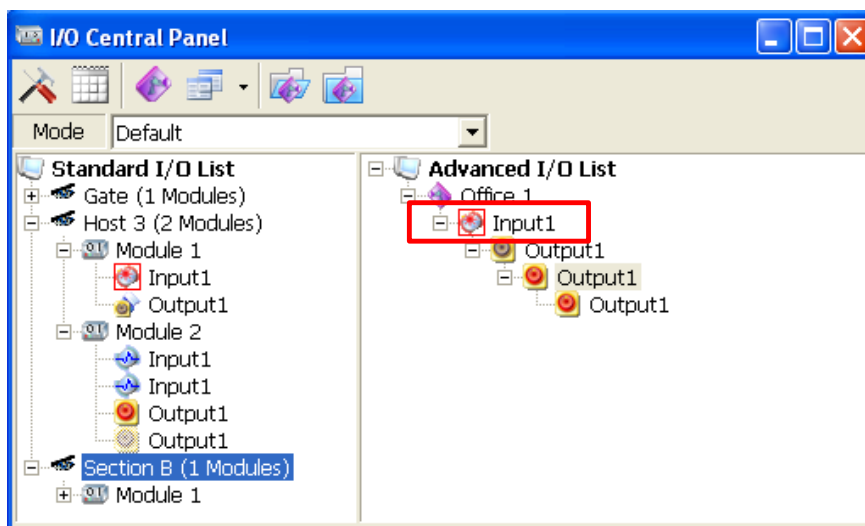 I/O Central Panel
Mode Default
Standard I/O List
Gate (1 Modules)
Host 3 (2 Modules)
Module 1
Input1
Output1
Module 2
Input1
Input1
Output1
Output1
Section B (1 Modules)
Module 1
Advanced I/O List
Office 1
Input1
Output1
Output1
Output1